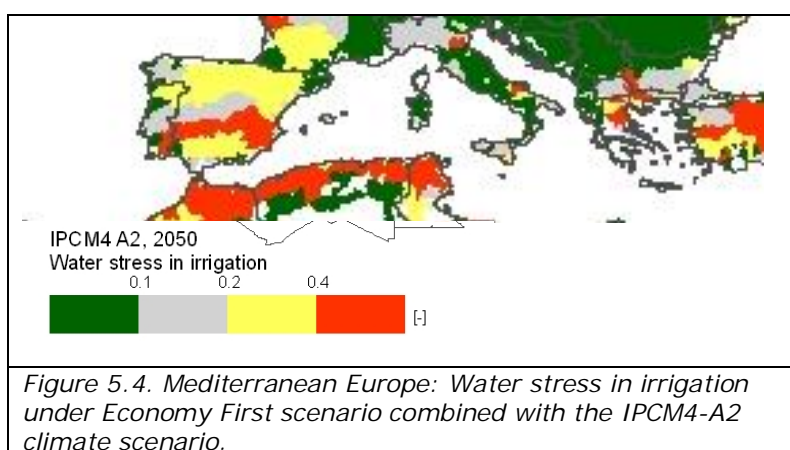 IPCM4 A2, 2050
Water stress in irrigation
0.1 0.2 0.4
[-]
Figure 5.4. Mediterranean Europe: Water stress in irrigation
under Economy First scenario combined with the IPCM4-A2
climate scenario.